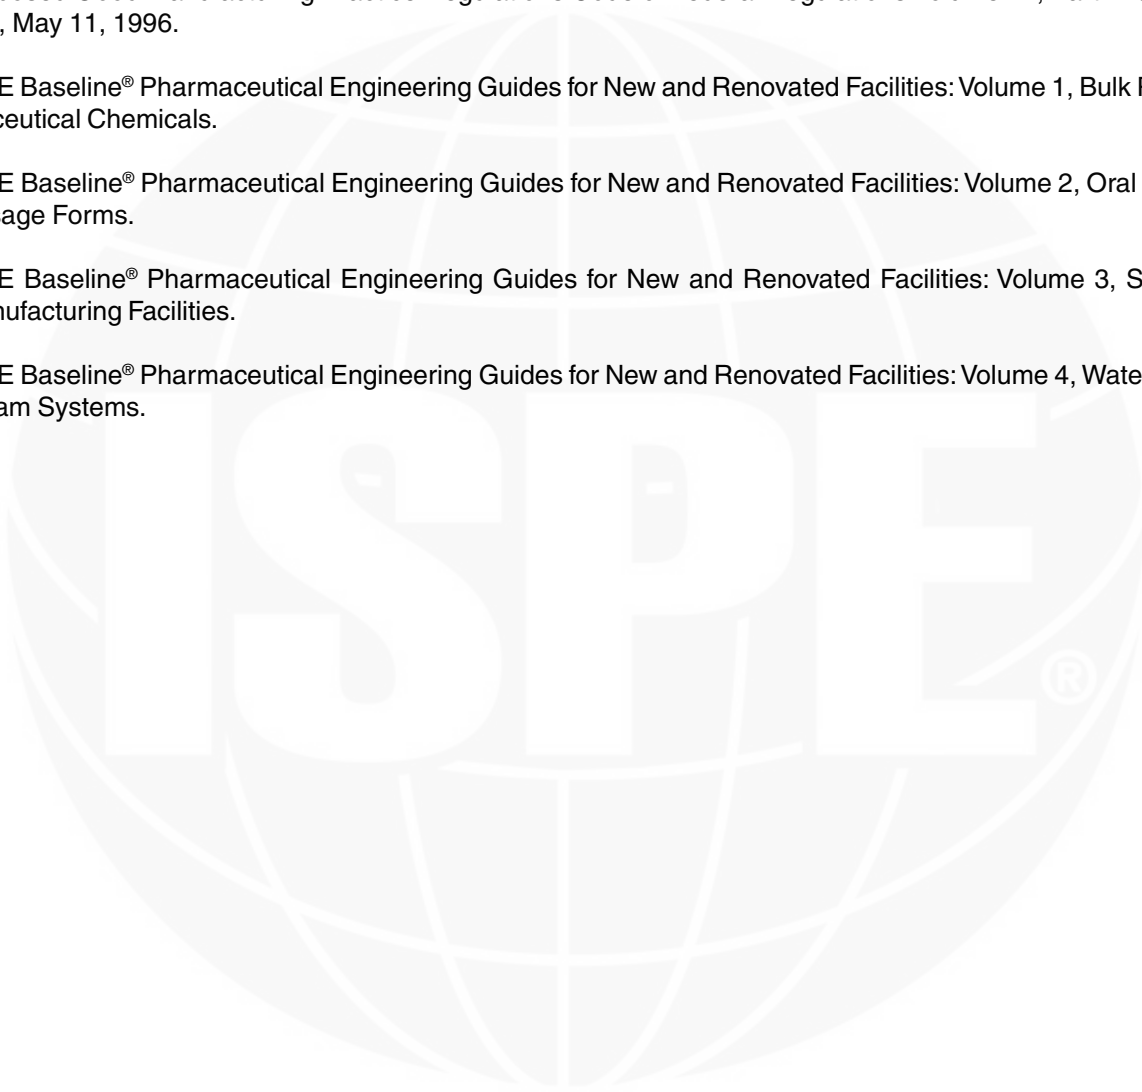 , May 11, 1996.
E Baseline® Pharmaceutical Engineering Guides for New and Renovated Facilities: Volume 1, Bulk
ceutical Chemicals.
E Baseline® Pharmaceutical Engineering Guides for New and Renovated Facilities: Volume 2, Oral
sage Forms.
E Baseline® Pharmaceutical Engineering Guides for New and Renovated Facilities: Volume 3, S
nufacturing Facilities.
E Baseline® Pharmaceutical Engineering Guides for New and Renovated Facilities: Volume 4, Wate
am Systems.
ISPE
®